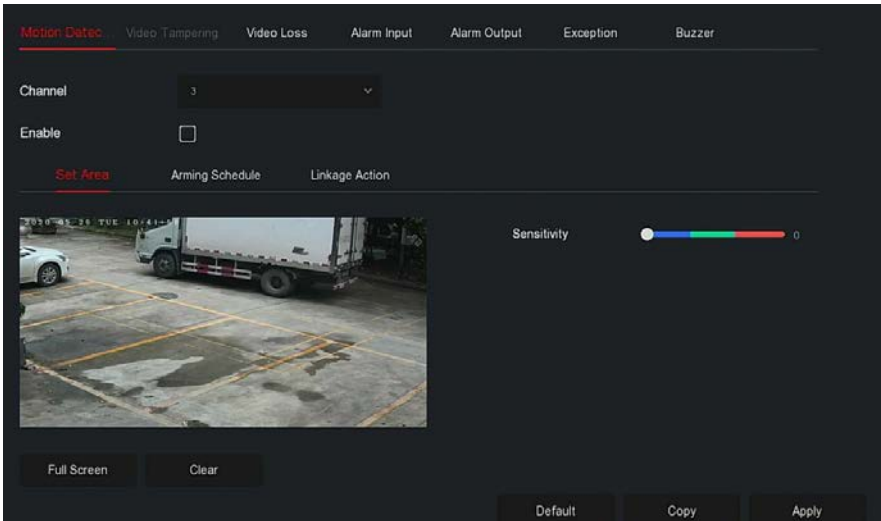 Motion Detec... Video Tampering Video Loss Alarm Input Alarm Output Exception Buzzer
Channel 3
Enable
Set Area Arming Schedule Linkage Action
TUE
Sensitivity 0
Full Screen Clear
Default Copy Apply